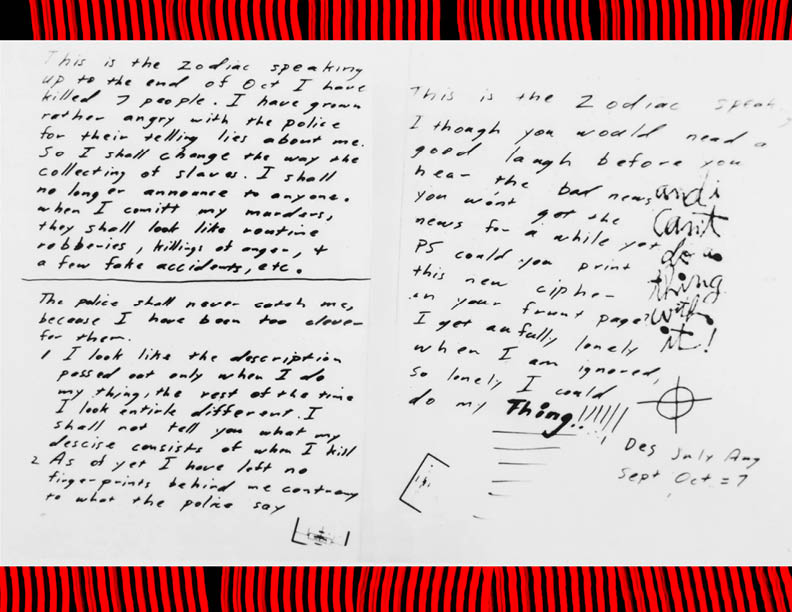 This is the Zodiac speaking
up to the end of Oct I have
killed 7 people. I have grown
rather angry with the police
for their telling lies about me.
So I shall change the way the
collecting of slaves. I shall
no longer announce to anyone.
when I comitt my murders,
they shall look like routine
robberies, killings of anger, +
a few fake accidents, etc.
The police shall never catch me,
because I have been too clever
for them.
1 I look like the description
passed out only when I do
my thing, the rest of the time
I look entirle different. I
shall not tell you what my
descise consists of when I kill
2 As of yet I have left no
fingerprints behind me contrary
to what the police say
This is the Zodiac speaking
I though you would need a
good laugh before you
hear the bad news
you won't get the
news for a while yet
PS could you print
this new cipher
on your frunt page?
I get aufully lonely
when I am ignored,
So lonely I could
do my Thing!!!!!!
and i
Can't
do a
thing
with
it!
Des July Aug
Sept Oct = 7